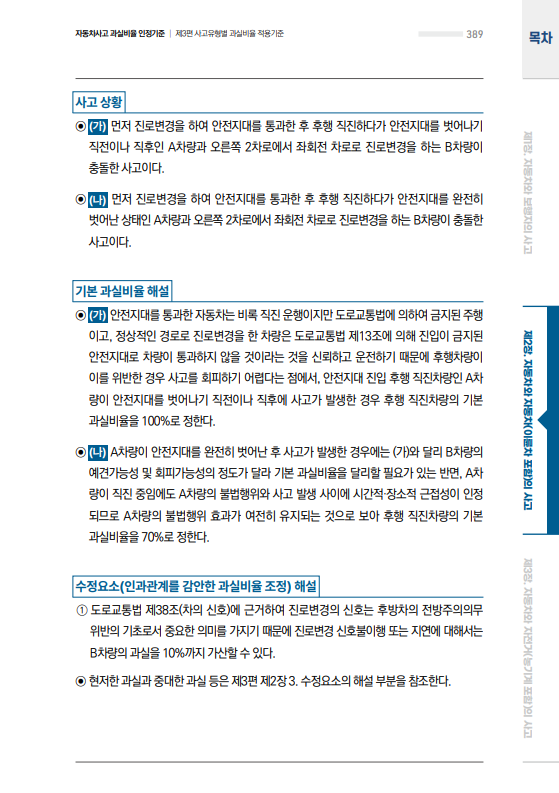 자동차사고 과실비율 인정기준 | 제3편 사고유형별 과실비율 적용기준
389
목차
사고 상황
◉ (가) 먼저 진로변경을 하여 안전지대를 통과한 후 후행 직진하다가 안전지대를 벗어나기
직전이나 직후인 A차량과 오른쪽 2차로에서 좌회전 차로로 진로변경을 하는 B차량이
충돌한 사고이다.
◉ (나) 먼저 진로변경을 하여 안전지대를 통과한 후 후행 직진하다가 안전지대를 완전히
벗어난 상태인 A차량과 오른쪽 2차로에서 좌회전 차로로 진로변경을 하는 B차량이 충돌한
사고이다.
기본 과실비율 해설
◉ (가) 안전지대를 통과한 자동차는 비록 직진 운행이지만 도로교통법에 의하여 금지된 주행
이고, 정상적인 경로로 진로변경을 한 차량은 도로교통법 제13조에 의해 진입이 금지된
안전지대로 차량이 통과하지 않을 것이라는 것을 신뢰하고 운전하기 때문에 후행차량이
이를 위반한 경우 사고를 회피하기 어렵다는 점에서, 안전지대 진입 후행 직진차량인 A차
량이 안전지대를 벗어나기 직전이나 직후에 사고가 발생한 경우 후행 직진차량의 기본
과실비율을 100%로 정한다.
◉ (나) A차량이 안전지대를 완전히 벗어난 후 사고가 발생한 경우에는 (가)와 달리 B차량의
예견가능성 및 회피가능성의 정도가 달라 기본 과실비율을 달리할 필요가 있는 반면, A차
량이 직진 중임에도 A차량의 불법행위와 사고 발생 사이에 시간적·장소적 근접성이 인정
되므로 A차량의 불법행위 효과가 여전히 유지되는 것으로 보아 후행 직진차량의 기본
과실비율을 70%로 정한다.
수정요소(인과관계를 감안한 과실비율 조정) 해설
① 도로교통법 제38조(차의 신호)에 근거하여 진로변경의 신호는 후방차의 전방주의의무
위반의 기초로서 중요한 의미를 가지기 때문에 진로변경 신호불이행 또는 지연에 대해서는
B차량의 과실을 10%까지 가산할 수 있다.
◉ 현저한 과실과 중대한 과실 등은 제3편 제2장 3. 수정요소의 해설 부분을 참조한다.
제1장. 자동차와 보행자의 사고
제2장. 자동차와 자동차(이륜차 포함)의 사고
제3장. 자동차와 자전거(농기계 포함)의 사고